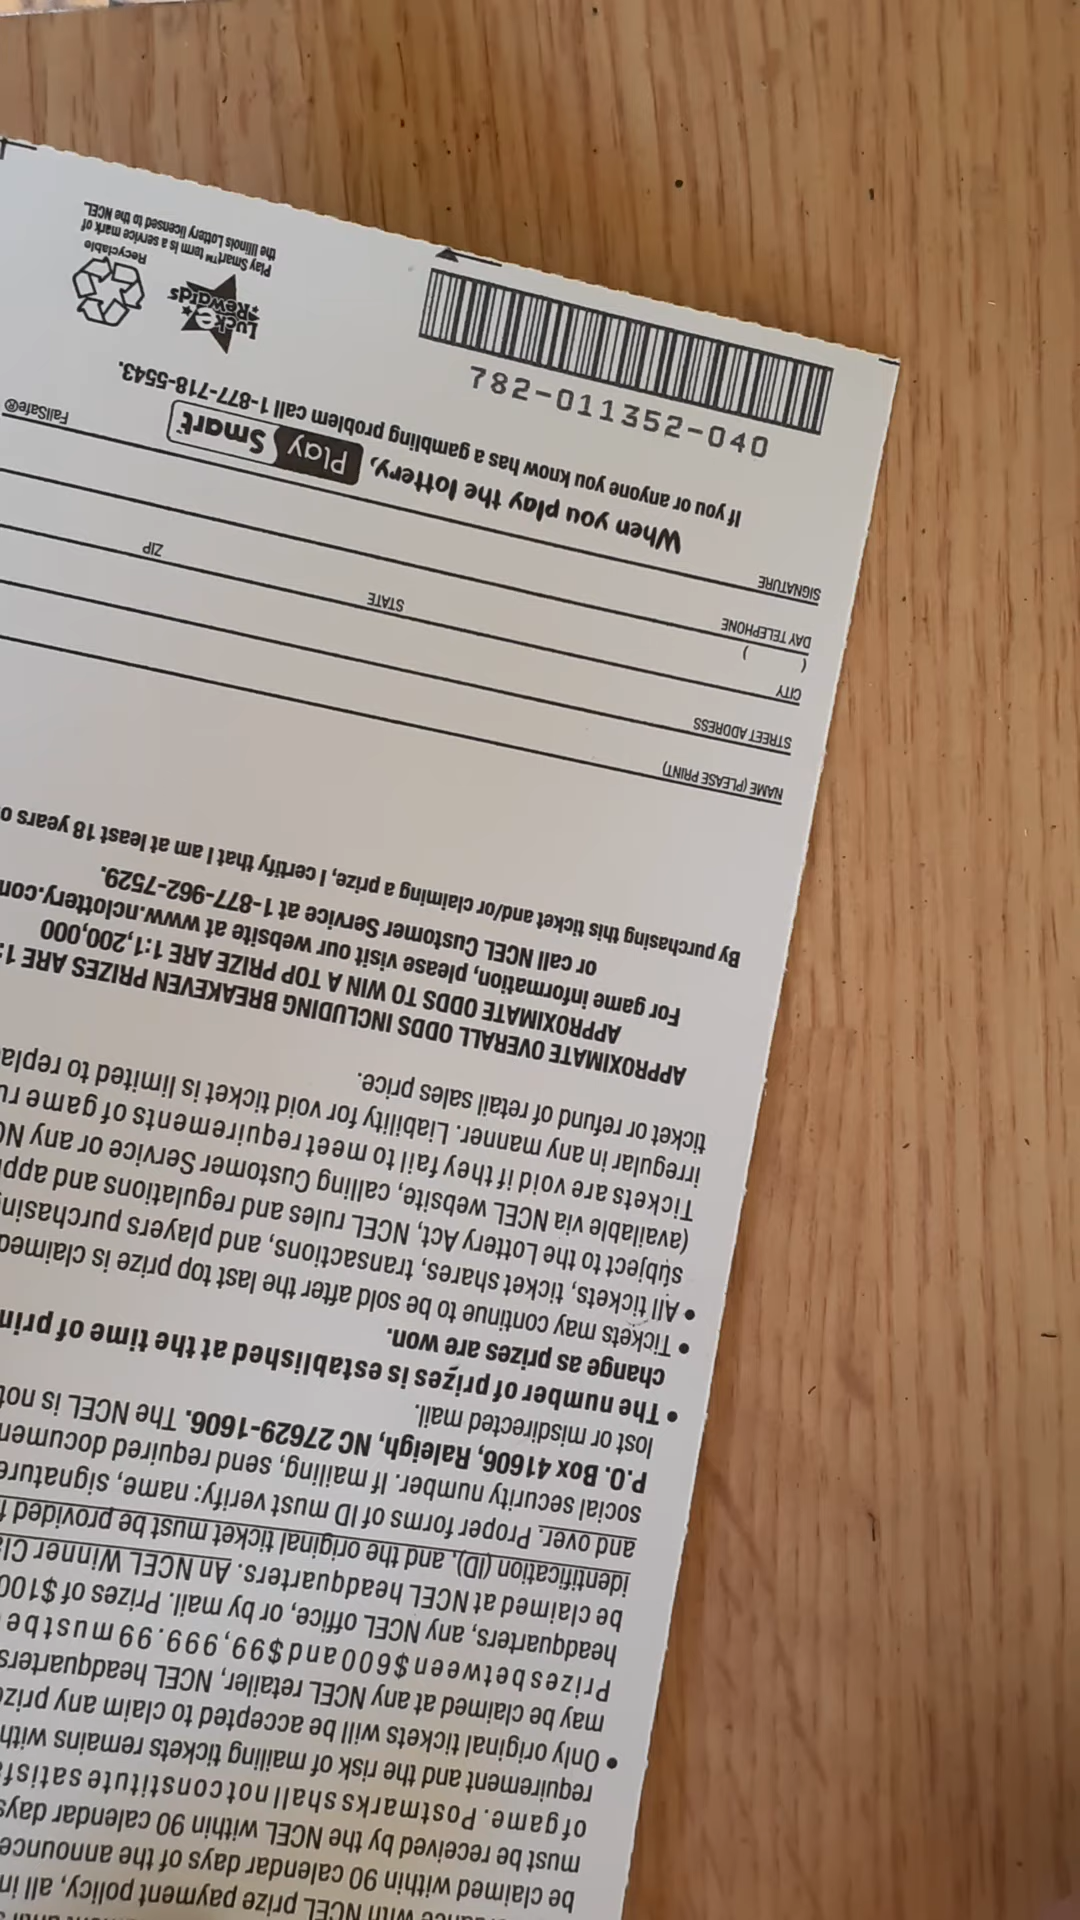 with NCEL prize payment policy, all
be claimed within 90 calendar days of the announce
must be received by the NCEL within 90 calendar days
of game. Postmarks shall not constitute
requirement and the risk of mailing tickets remains with
• Only original tickets will be accepted to claim any prize
may be claimed at any NCEL retailer, NCEL headquarters
Prizes between $600 and $99,999.99 must be
headquarters, any NCEL office, or by mail. Prizes of $100
be claimed at NCEL headquarters. An NCEL Winner
identification (ID), and the original ticket must be provided
and over. Proper forms of ID must verify: name, signature
social security number. If mailing, send required
P.O. Box 41606, Raleigh, NC 27629-1606. The NCEL is not
lost or misdirected mail.
• The number of prizes is established at the time of
change as prizes are won.
• Tickets may continue to be sold after the last top prize is claimed
• All tickets, ticket shares, transactions, and players
subject to the Lottery Act, NCEL rules and regulations and
(available via NCEL website, calling Customer Service or any
Tickets are void if they fail to meet requirements of game
irregular in any manner. Liability for void ticket is limited to
ticket or refund of retail sales price.
APPROXIMATE OVERALL ODDS INCLUDING BREAKEVEN PRIZES ARE 1:
APPROXIMATE ODDS TO WIN A TOP PRIZE ARE 1:1,200,000
For game information, please visit our website at www.nclottery.com
or call NCEL Customer Service at 1-877-962-7529.
By purchasing this ticket and/or claiming a prize, I certify that I am at least 18 years
NAME (PLEASE PRINT)
STREET ADDRESS
CITY STATE ZIP
( )
DAY TELEPHONE
SIGNATURE FailSafe®
When you play the lottery, Play Smart™
If you or anyone you know has a gambling problem call 1-877-718-5543.
782-011352-040
Luck-e
Rewards
Recyclable
Play Smart™ term is a service mark of
the Illinois Lottery licensed to the NCEL.